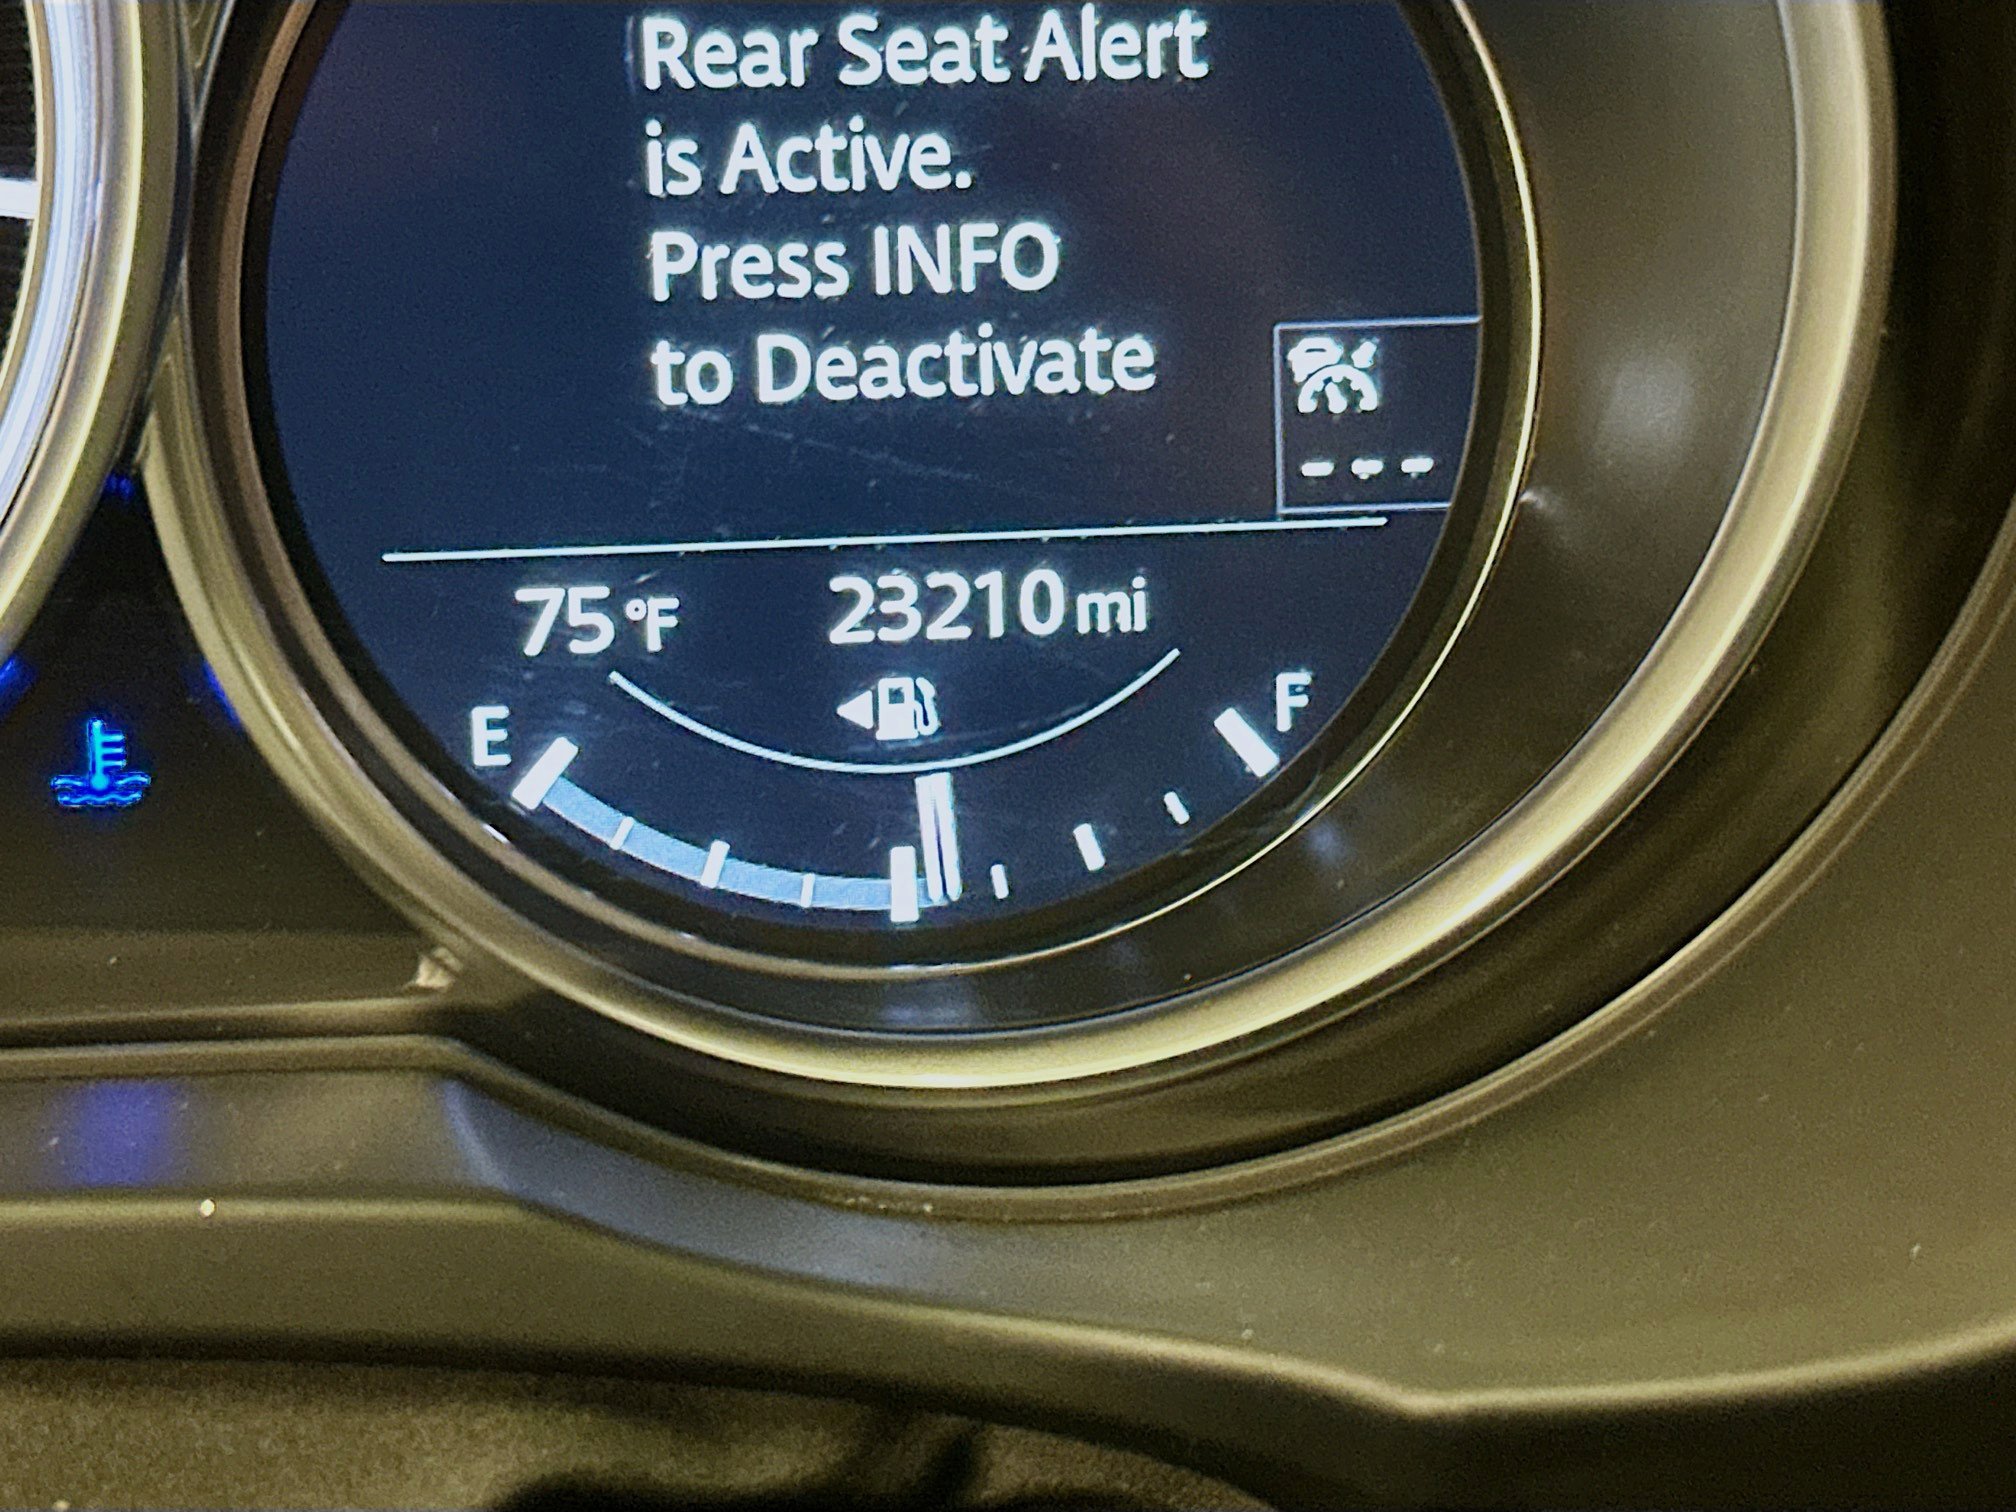 Rear Seat Alert
is Active.
Press INFO
to Deactivate
---
75°F 23210 mi
E F